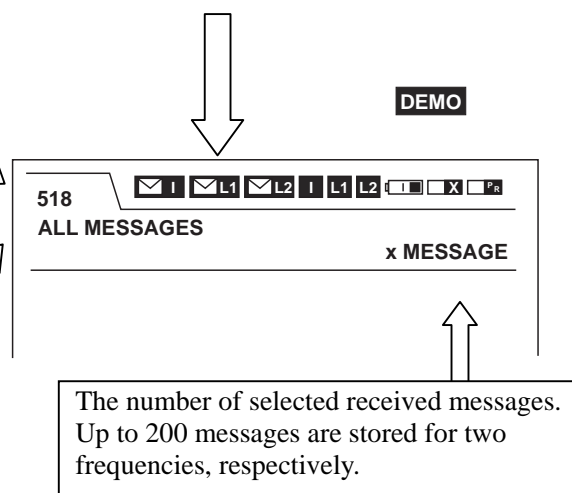 DEMO
I L1 L2 I L1 L2 I X PR
518
ALL MESSAGES
x MESSAGE
The number of selected received messages.
Up to 200 messages are stored for two
frequencies, respectively.